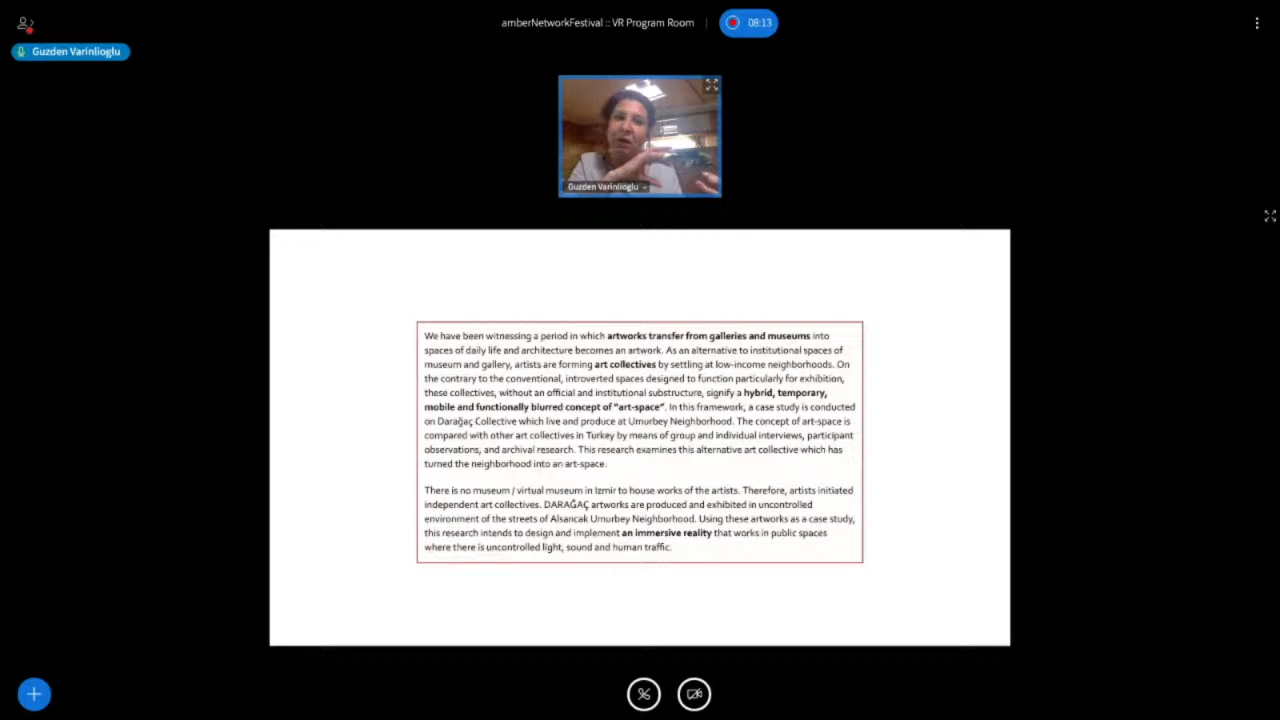 amberNetworkFestival :: VR Program Room
08:13
Guzden Varinlioglu
Guzden Varinlioglu
We have been witnessing a period in which artworks transfer from galleries and museums into
spaces of daily life and architecture becomes an artwork. As an alternative to institutional spaces of
museum and gallery, artists are forming art collectives by settling at low-income neighborhoods. On
the contrary to the conventional, introverted spaces designed to function particularly for exhibition,
these collectives, without an official and institutional substructure, signify a hybrid, temporary,
mobile and functionally blurred concept of "art-space". In this framework, a case study is conducted
on Darağaç Collective which live and produce at Umurbey Neighborhood. The concept of art-space is
compared with other art collectives in Turkey by means of group and individual interviews, participant
observations, and archival research. This research examines this alternative art collective which has
turned the neighborhood into an art-space.
There is no museum / virtual museum in Izmir to house works of the artists. Therefore, artists initiated
independent art collectives. DARAĞAÇ artworks are produced and exhibited in uncontrolled
environment of the streets of Alsancak Umurbey Neighborhood. Using these artworks as a case study,
this research intends to design and implement an immersive reality that works in public spaces
where there is uncontrolled light, sound and human traffic.